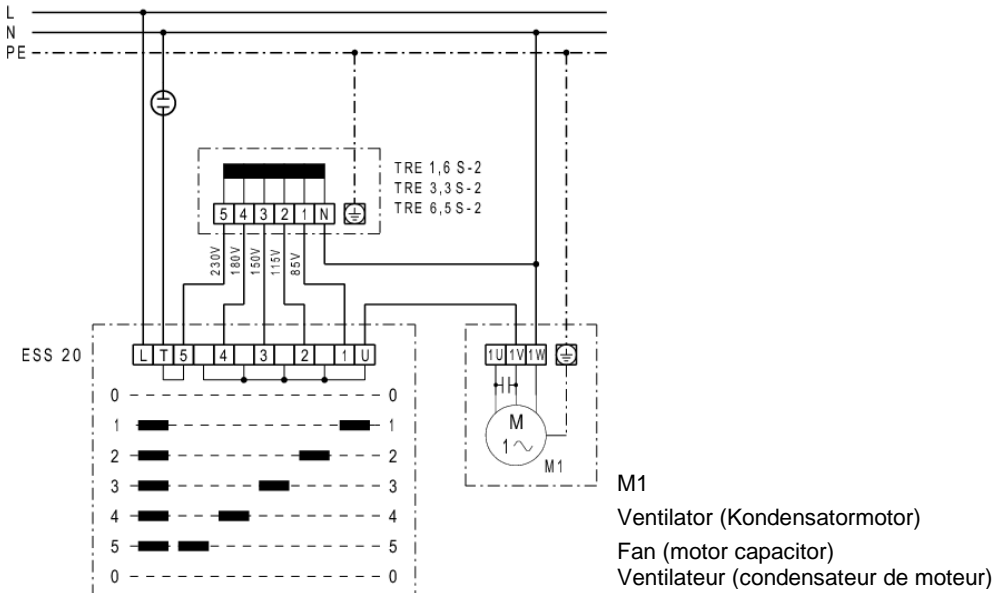 L
N
PE
TRE 1,6 S-2
TRE 3,3 S-2
TRE 6,5 S-2
5 4 3 2 1 N
230V 180V 150V 115V 85V
ESS 20
L T 5 4 3 2 1 U
1U 1V 1W
0 0
1 1
2 2
3 3
4 4
5 5
0 0
M
1
M1
M1
Ventilator (Kondensatormotor)
Fan (motor capacitor)
Ventilateur (condensateur de moteur)